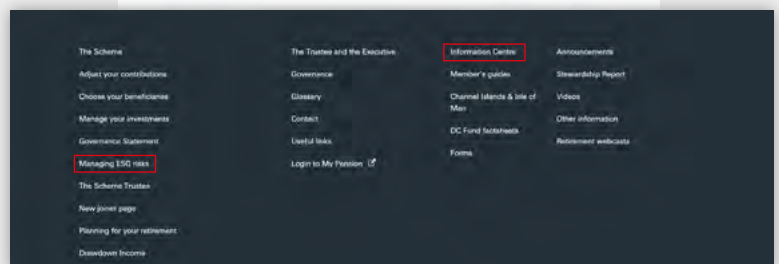 The Scheme
Adjust your contributions
Choose your beneficiaries
Manage your investments
Governance Statement
Managing ESG risks
The Scheme Trustee
New joiner page
Planning for your retirement
Drawdown Income
The Trustee and the Executive
Governance
Glossary
Contact
Useful links
Login to My Pension
Information Centre
Member's guides
Channel Islands & Isle of
Man
DC Fund factsheets
Forms
Announcements
Stewardship Report
Videos
Other information
Retirement webcasts